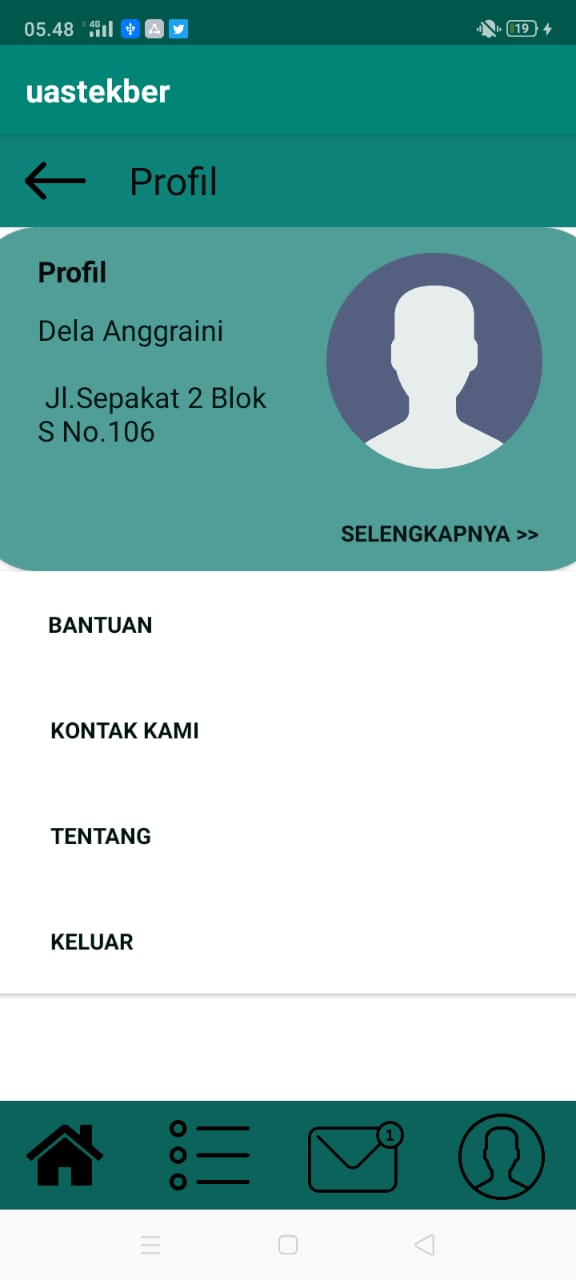 05.48 4G 19
uastekber
Profil
Profil
Dela Anggraini
Jl.Sepakat 2 Blok
S No.106
SELENGKAPNYA >>
BANTUAN
KONTAK KAMI
TENTANG
KELUAR
1